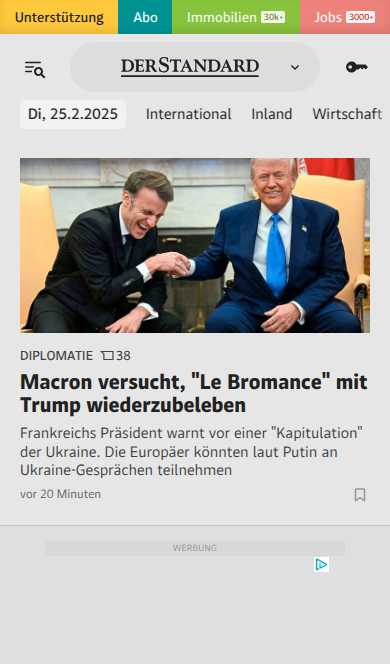 Unterstützung Abo Immobilien 30k+ Jobs 3000+
DERSTANDARD
Di, 25.2.2025 International Inland Wirtschaft
DIPLOMATIE 38
Macron versucht, "Le Bromance" mit
Trump wiederzubeleben
Frankreichs Präsident warnt vor einer "Kapitulation"
der Ukraine. Die Europäer könnten laut Putin an
Ukraine-Gesprächen teilnehmen
vor 20 Minuten
WERBUNG